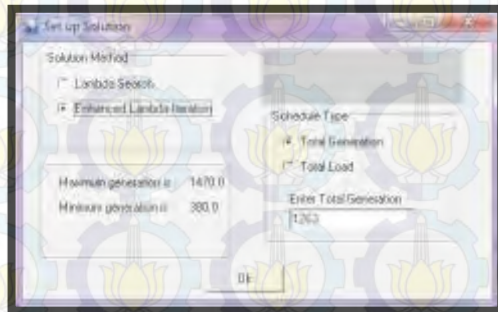 Set up Solution
Solution Method
Lambda Search
Enhanced Lambda Iteration
Maximum generation is 1470.0
Minimum generation is 380.0
Schedule Type
Total Generation
Total Load
Enter Total Generation
1263
Ok